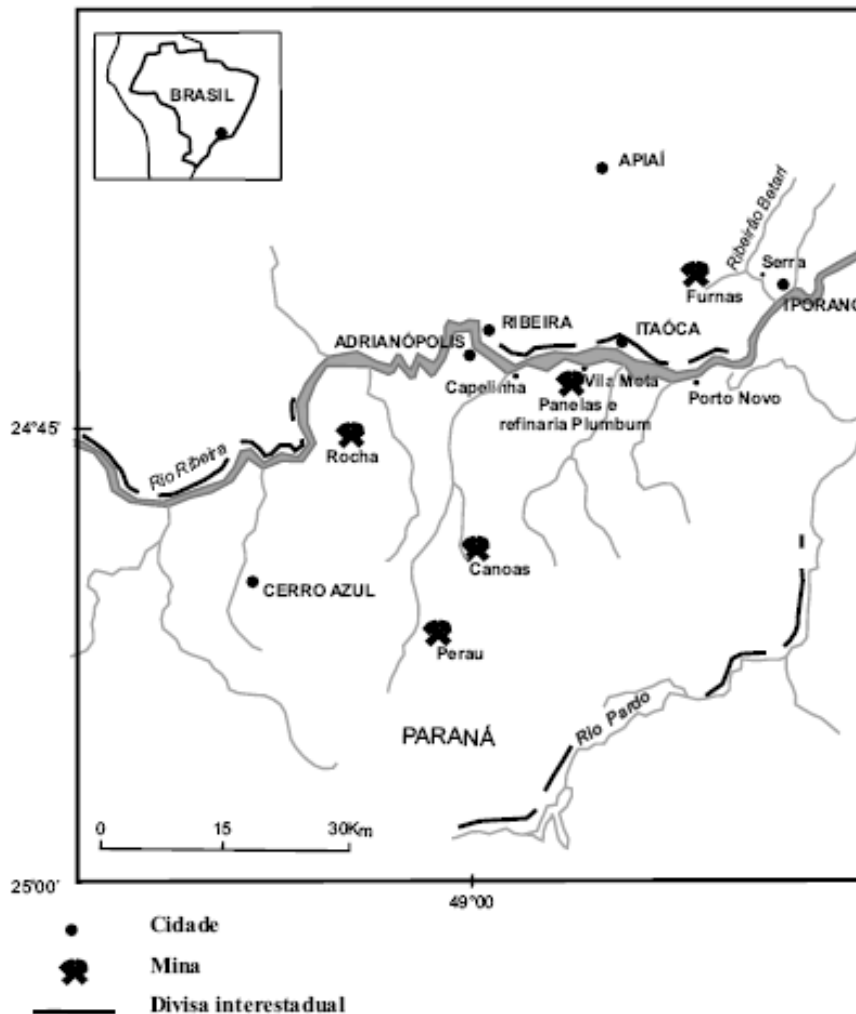 BRASIL
APIAÍ
Ribeirão Betari
Serra
Furnas
IPORANG
RIBEIRA
ITAÓCA
ADRIANÓPOLIS
Capelinha
Vila Mota
Porto Novo
Panelas e
refinaria Plumbum
24°45'
Rocha
Rio Ribeira
Canoas
CERRO AZUL
Perau
Rio Pardo
PARANÁ
0 15 30Km
25°00'
49°00
Cidade
Mina
Divisa interestadual